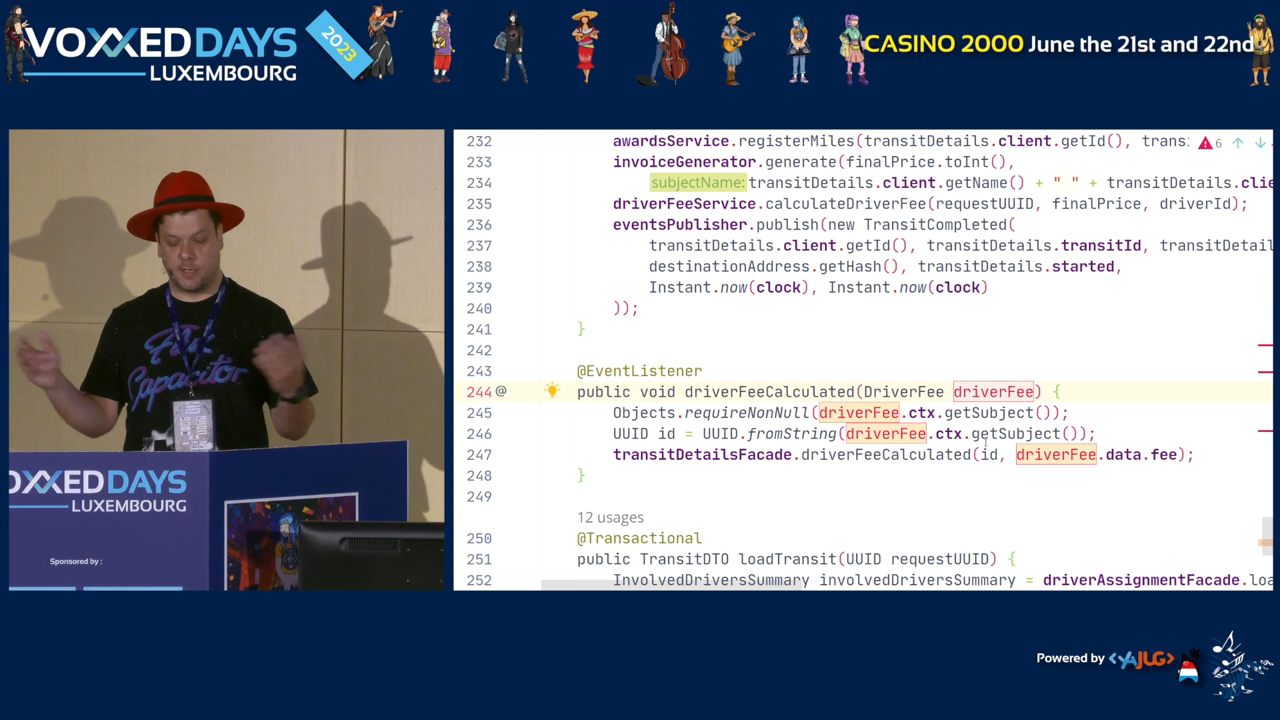 VOXXED DAYS
LUXEMBOURG
2023
CASINO 2000 June the 21st and 22nd
Flux
Capacitor
VOXXED DAYS
LUXEMBOURG
Sponsored by :
232 awardsService.registerMiles(transitDetails.client.getId(), trans
6
233 invoiceGenerator.generate(finalPrice.toInt(),
234 subjectName: transitDetails.client.getName() + " " + transitDetails.clie
235 driverFeeService.calculateDriverFee(requestUUID, finalPrice, driverId);
236 eventsPublisher.publish(new TransitCompleted(
237 transitDetails.client.getId(), transitDetails.transitId, transitDetail
238 destinationAddress.getHash(), transitDetails.started,
239 Instant.now(clock), Instant.now(clock)
240 ));
241 }
242
243 @EventListener
244 @ public void driverFeeCalculated(DriverFee driverFee) {
245 Objects.requireNonNull(driverFee.ctx.getSubject());
246 UUID id = UUID.fromString(driverFee.ctx.getSubject());
247 transitDetailsFacade.driverFeeCalculated(id, driverFee.data.fee);
248 }
249
12 usages
250 @Transactional
251 public TransitDTO loadTransit(UUID requestUUID) {
252 InvolvedDriversSummary involvedDriversSummary = driverAssignmentFacade.loa
Powered by <YAJUG>